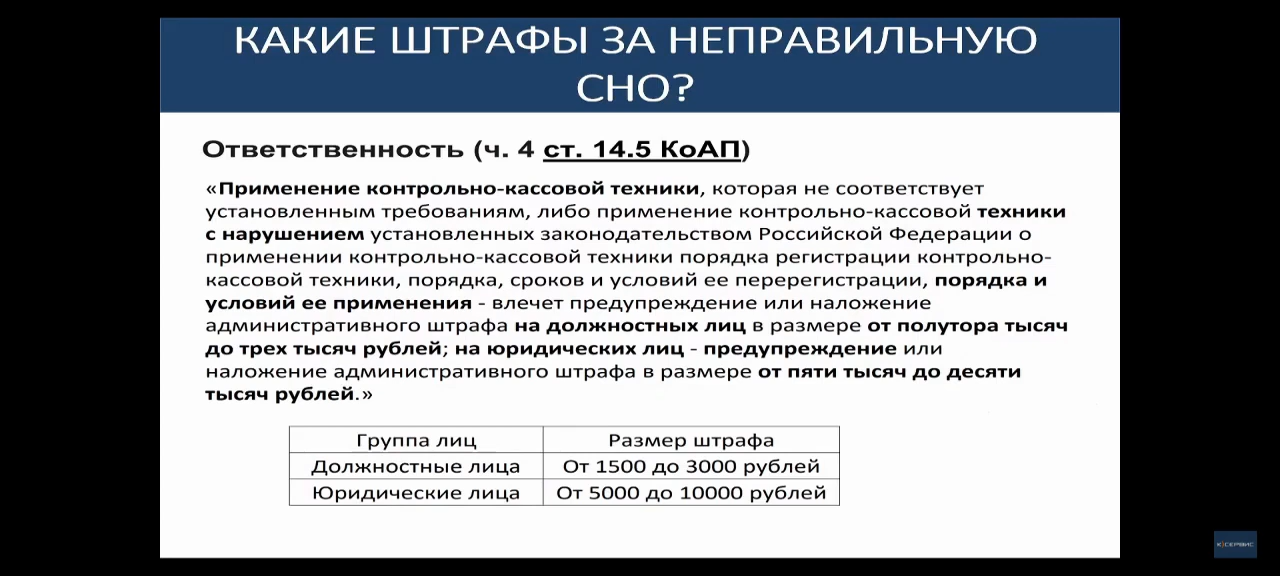 КАКИЕ ШТРАФЫ ЗА НЕПРАВИЛЬНУЮ
СНО?
Ответственность (ч. 4 ст. 14.5 КоАП)
«Применение контрольно-кассовой техники, которая не соответствует
установленным требованиям, либо применение контрольно-кассовой техники
с нарушением установленных законодательством Российской Федерации о
применении контрольно-кассовой техники порядка регистрации контрольно-
кассовой техники, порядка, сроков и условий ее перерегистрации, порядка и
условий ее применения - влечет предупреждение или наложение
административного штрафа на должностных лиц в размере от полутора тысяч
до трех тысяч рублей; на юридических лиц - предупреждение или
наложение административного штрафа в размере от пяти тысяч до десяти
тысяч рублей.»
Группа лиц Размер штрафа
Должностные лица От 1500 до 3000 рублей
Юридические лица От 5000 до 10000 рублей